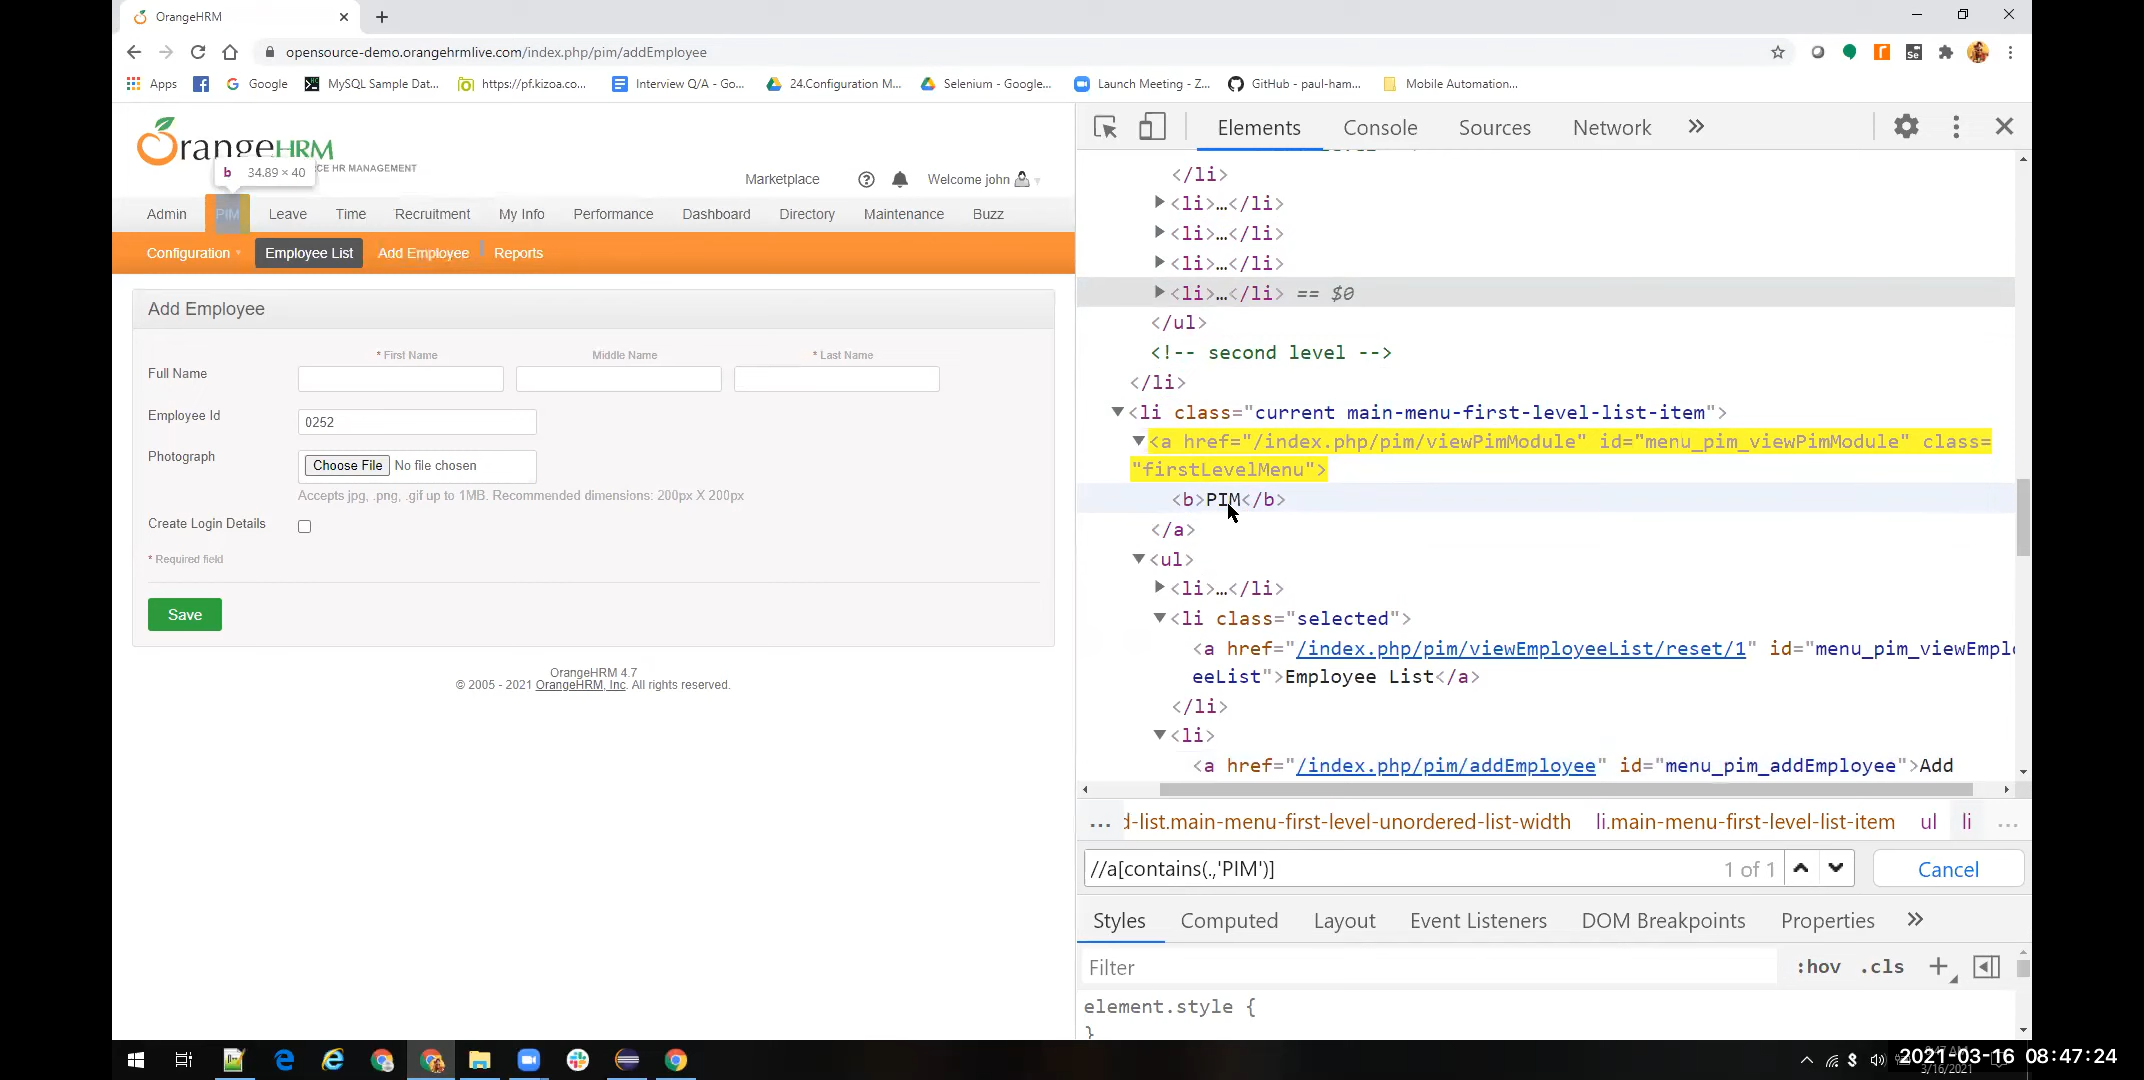 OrangeHRM
opensource-demo.orangehrmlive.com/index.php/pim/addEmployee
Apps
Google
MySQL Sample Dat...
https://pf.kizoa.co...
Interview Q/A - Go...
24.Configuration M...
Selenium - Google...
Launch Meeting - Z...
GitHub - paul-ham...
Mobile Automation...
OrangeHRM
CE HR MANAGEMENT
b 34.89 × 40
Marketplace
Welcome john
Admin
PIM
Leave
Time
Recruitment
My Info
Performance
Dashboard
Directory
Maintenance
Buzz
Configuration
Employee List
Add Employee
Reports
Add Employee
* First Name
Middle Name
* Last Name
Full Name
Employee Id
0252
Photograph
Choose File No file chosen
Accepts jpg, .png, .gif up to 1MB. Recommended dimensions: 200px X 200px
Create Login Details
* Required field
Save
OrangeHRM 4.7
© 2005 - 2021 OrangeHRM, Inc. All rights reserved.
Elements
Console
Sources
Network
</li>
<li>…</li>
<li>…</li>
<li>…</li>
<li>…</li> == $0
</ul>
<!-- second level -->
</li>
<li class="current main-menu-first-level-list-item">
<a href="/index.php/pim/viewPimModule" id="menu_pim_viewPimModule" class=
"firstLevelMenu">
<b>PIM</b>
</a>
<ul>
<li>…</li>
<li class="selected">
<a href="/index.php/pim/viewEmployeeList/reset/1" id="menu_pim_viewEmpl
eeList">Employee List</a>
</li>
<li>
<a href="/index.php/pim/addEmployee" id="menu_pim_addEmployee">Add
... d-list.main-menu-first-level-unordered-list-width li.main-menu-first-level-list-item ul li ...
//a[contains(.,'PIM')]
1 of 1
Cancel
Styles
Computed
Layout
Event Listeners
DOM Breakpoints
Properties
Filter
:hov .cls
element.style {
}
2021-03-16 08:47:24
3/16/2021